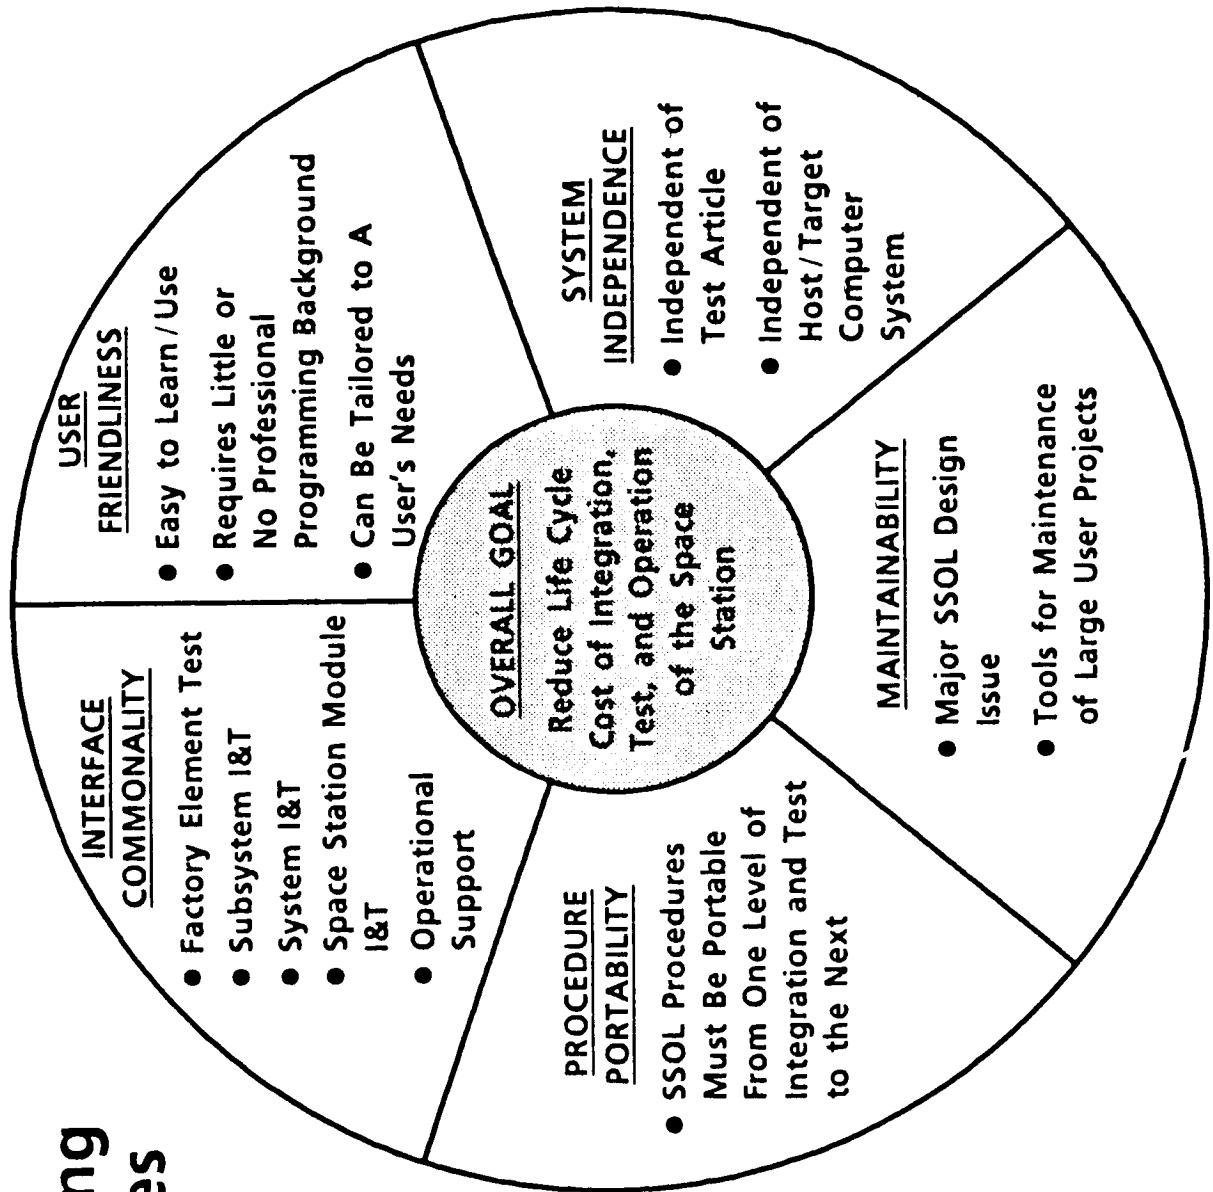 ng
es
INTERFACE
COMMONALITY
● Factory Element Test
● Subsystem I&T
● System I&T
● Space Station Module
I&T
● Operational
Support
USER
FRIENDLINESS
● Easy to Learn/Use
● Requires Little or
No Professional
Programming Background
● Can Be Tailored to A
User's Needs
OVERALL GOAL
Reduce Life Cycle
Cost of Integration,
Test, and Operation
of the Space
Station
PROCEDURE
PORTABILITY
● SSOL Procedures
Must Be Portable
From One Level of
Integration and Test
to the Next
SYSTEM
INDEPENDENCE
● Independent of
Test Article
● Independent of
Host/Target
Computer
System
MAINTAINABILITY
● Major SSOL Design
Issue
● Tools for Maintenance
of Large User Projects